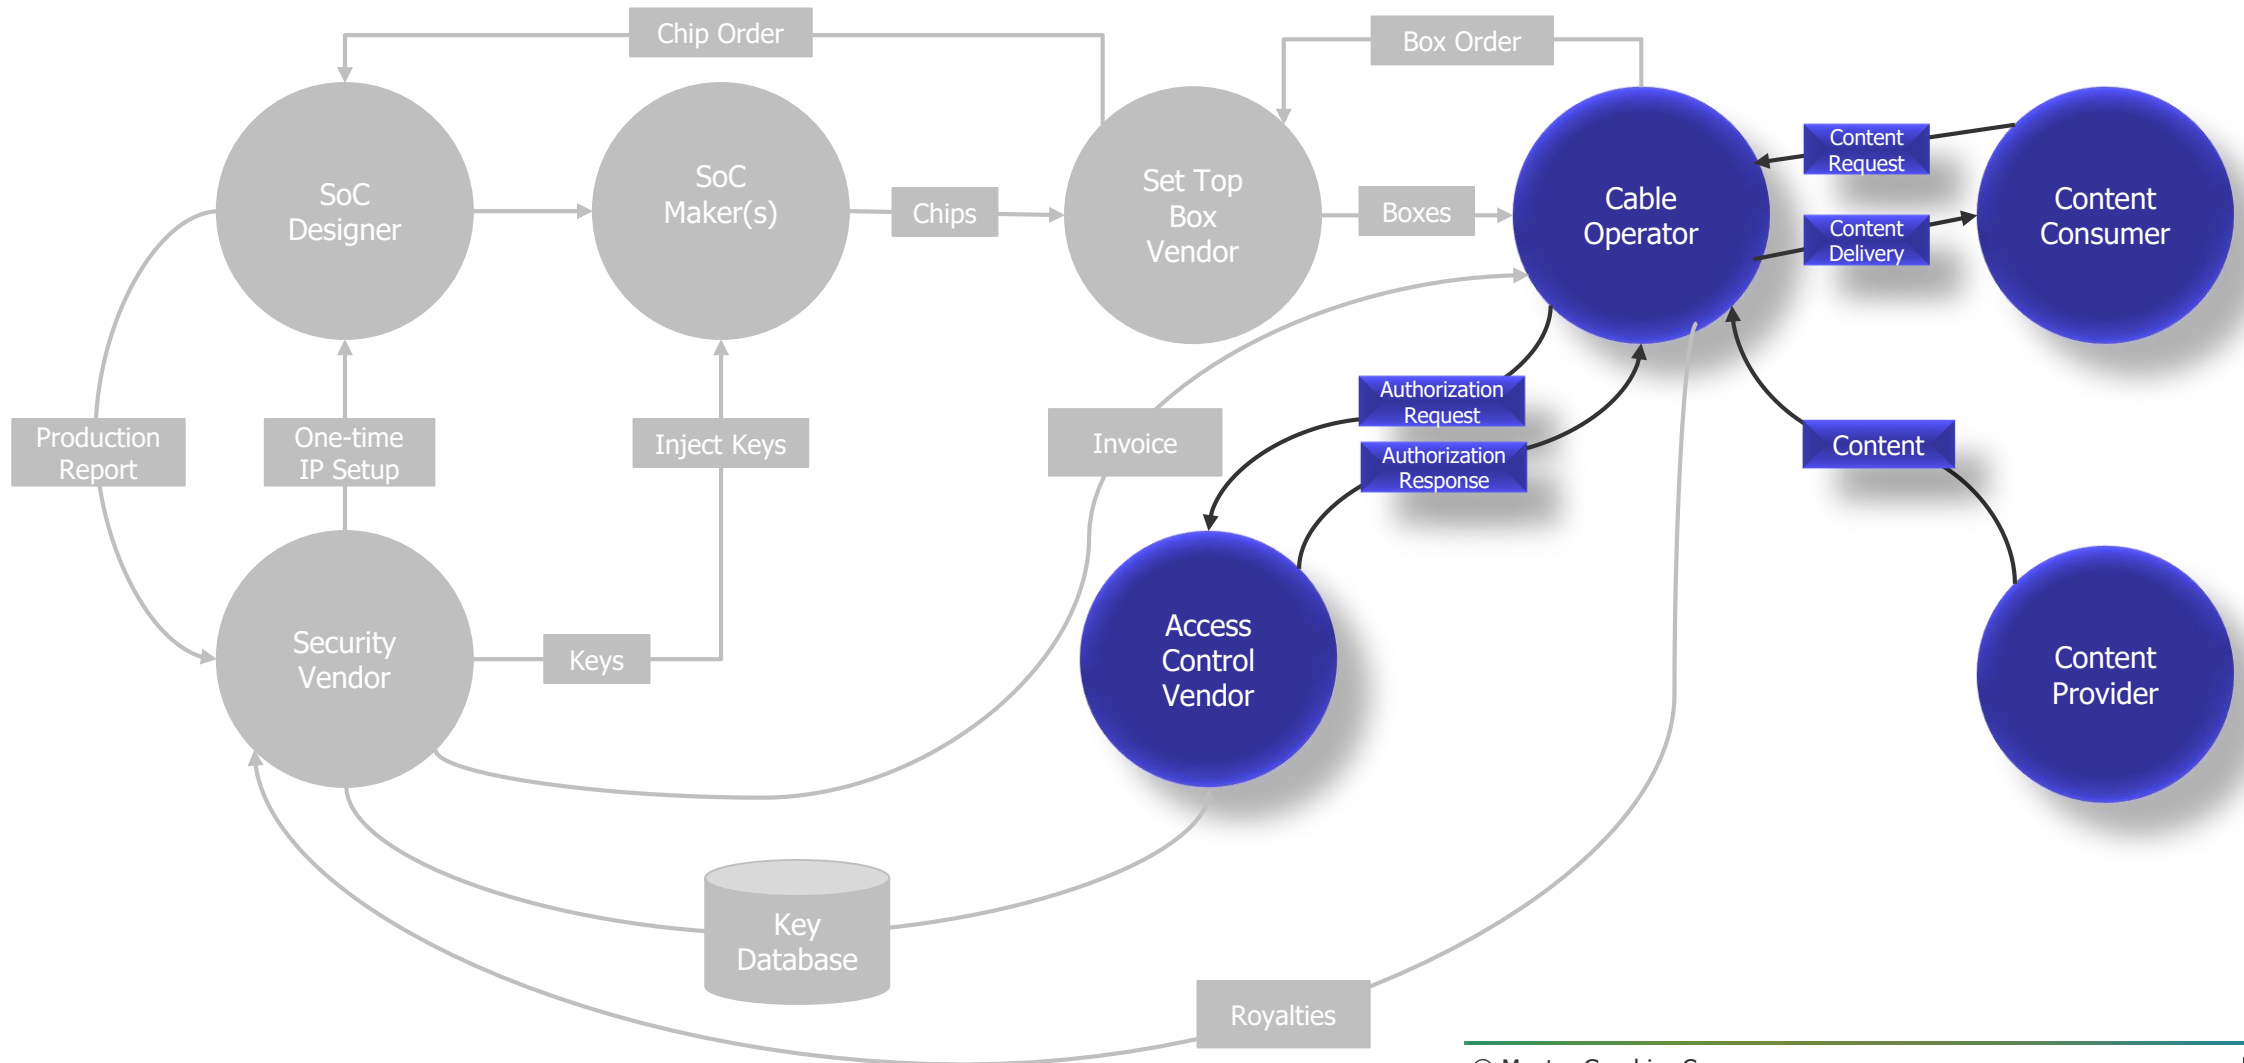 Chip Order
Box Order
SoC
Designer
SoC
Maker(s)
Chips
Set Top
Box
Vendor
Boxes
Cable
Operator
Content
Request
Content
Delivery
Content
Consumer
Production
Report
One-time
IP Setup
Inject Keys
Invoice
Authorization
Request
Authorization
Response
Content
Security
Vendor
Keys
Access
Control
Vendor
Content
Provider
Key
Database
Royalties